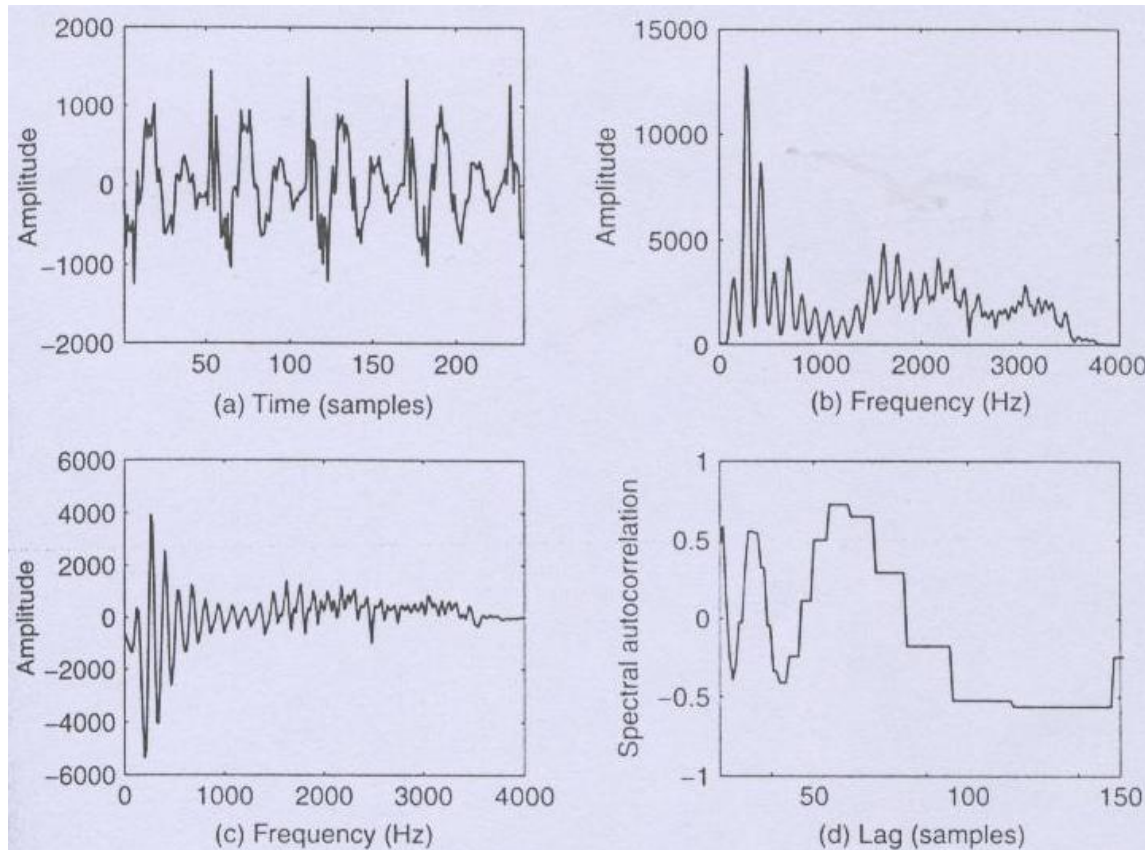 2000
1000
0
−1000
−2000
Amplitude
50 100 150 200
(a) Time (samples)
15000
10000
5000
0
Amplitude
0 1000 2000 3000 4000
(b) Frequency (Hz)
6000
4000
2000
0
−2000
−4000
−6000
Amplitude
0 1000 2000 3000 4000
(c) Frequency (Hz)
1
0.5
0
−0.5
−1
Spectral autocorrelation
50 100 150
(d) Lag (samples)